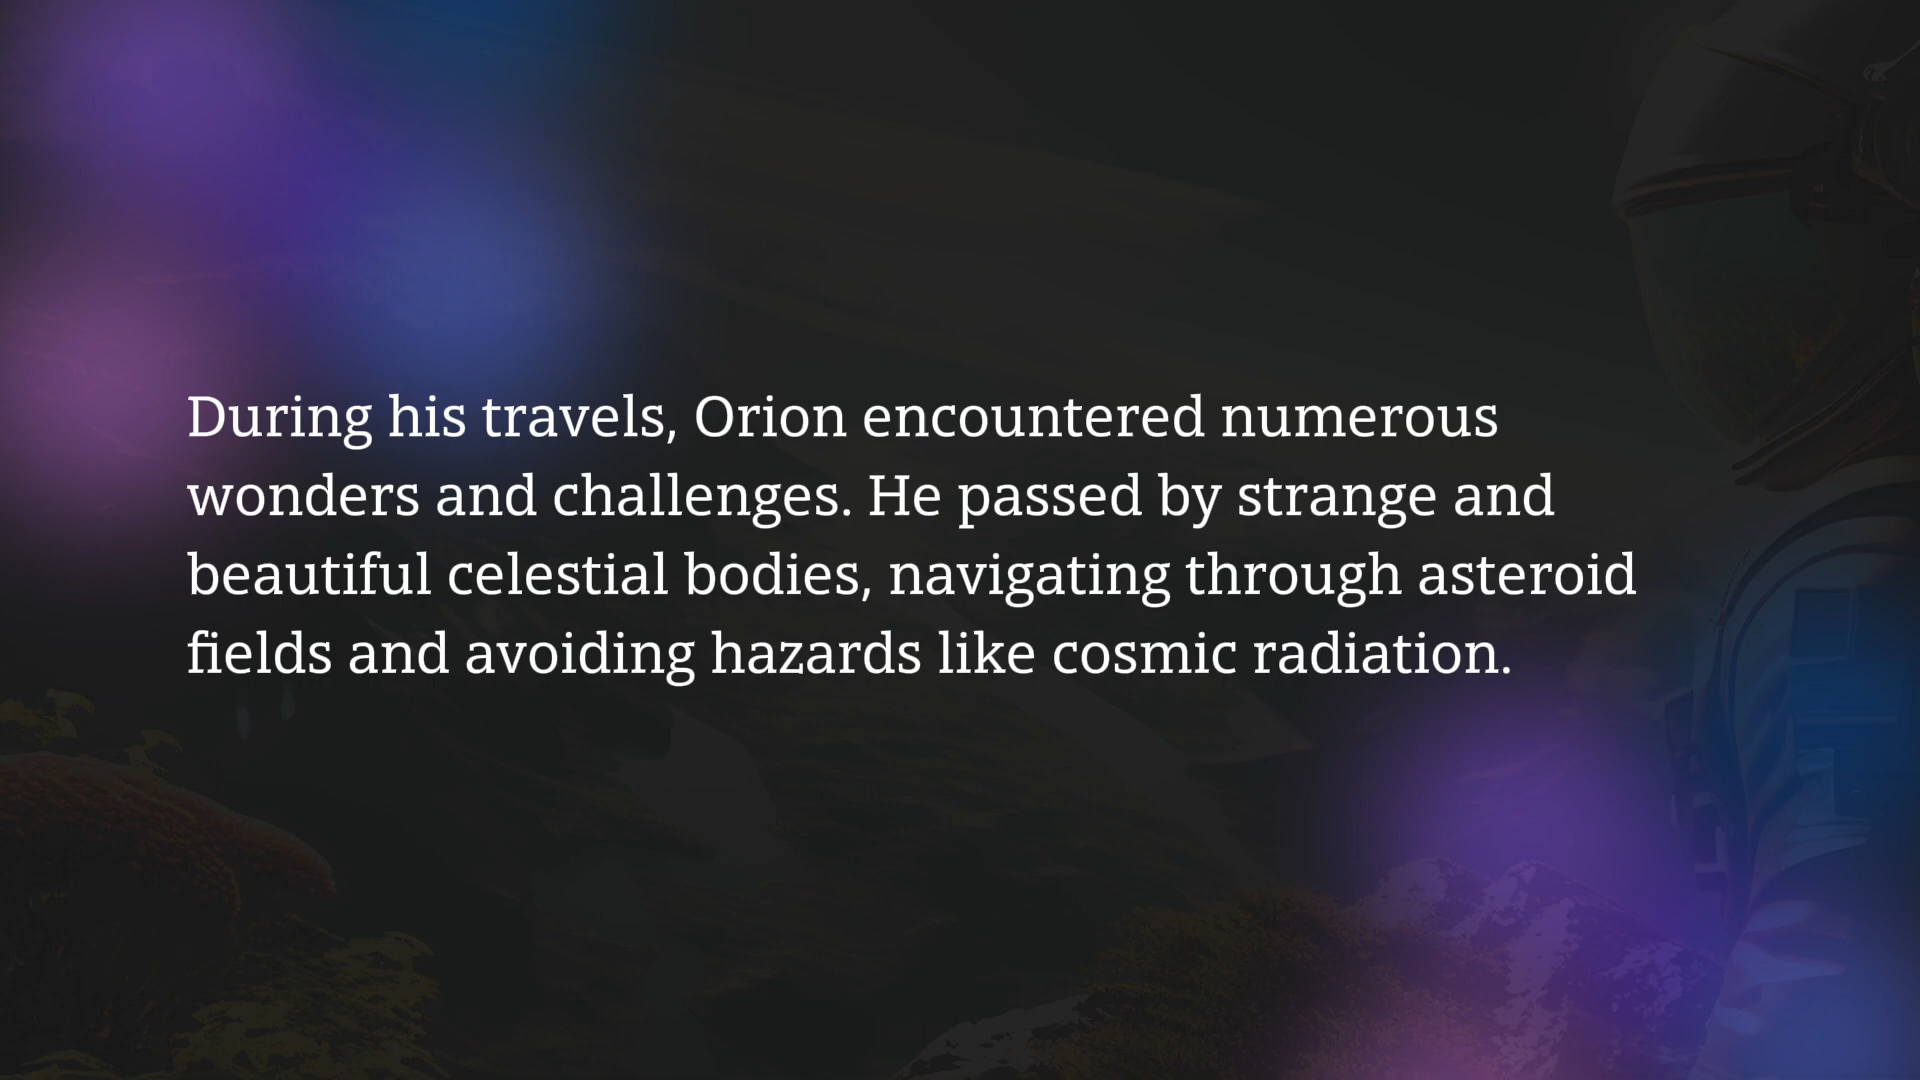 During his travels, Orion encountered numerous
wonders and challenges. He passed by strange and
beautiful celestial bodies, navigating through asteroid
fields and avoiding hazards like cosmic radiation.